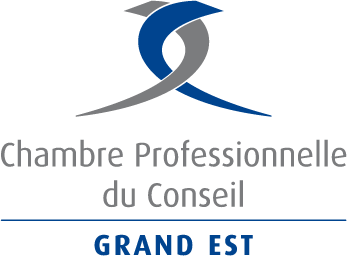 Chambre Professionnelle
du Conseil
GRAND EST